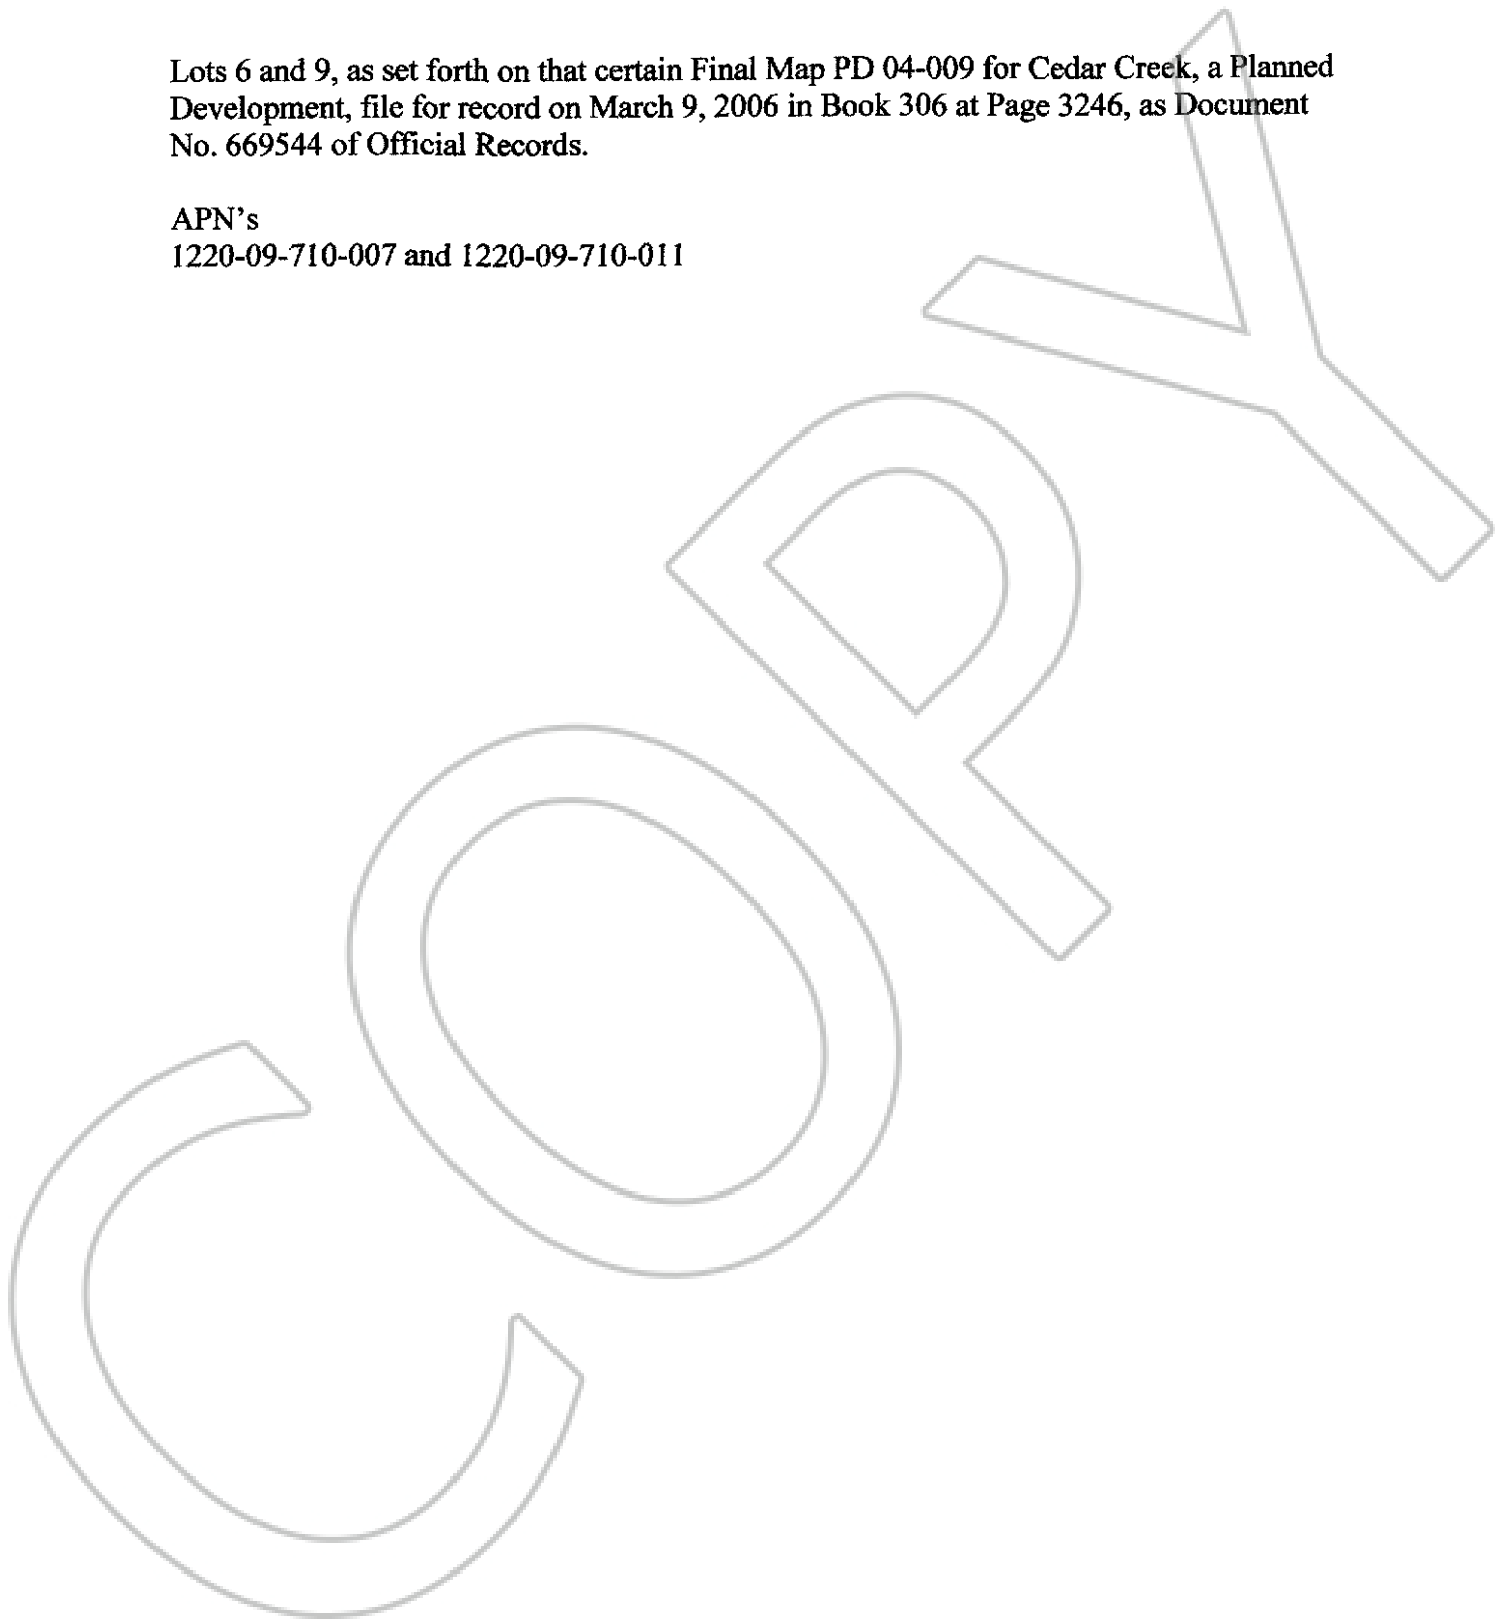 Lots 6 and 9, as set forth on that certain Final Map PD 04-009 for Cedar Creek, a Planned
Development, file for record on March 9, 2006 in Book 306 at Page 3246, as Document
No. 669544 of Official Records.
APN's
1220-09-710-007 and 1220-09-710-011
COPY